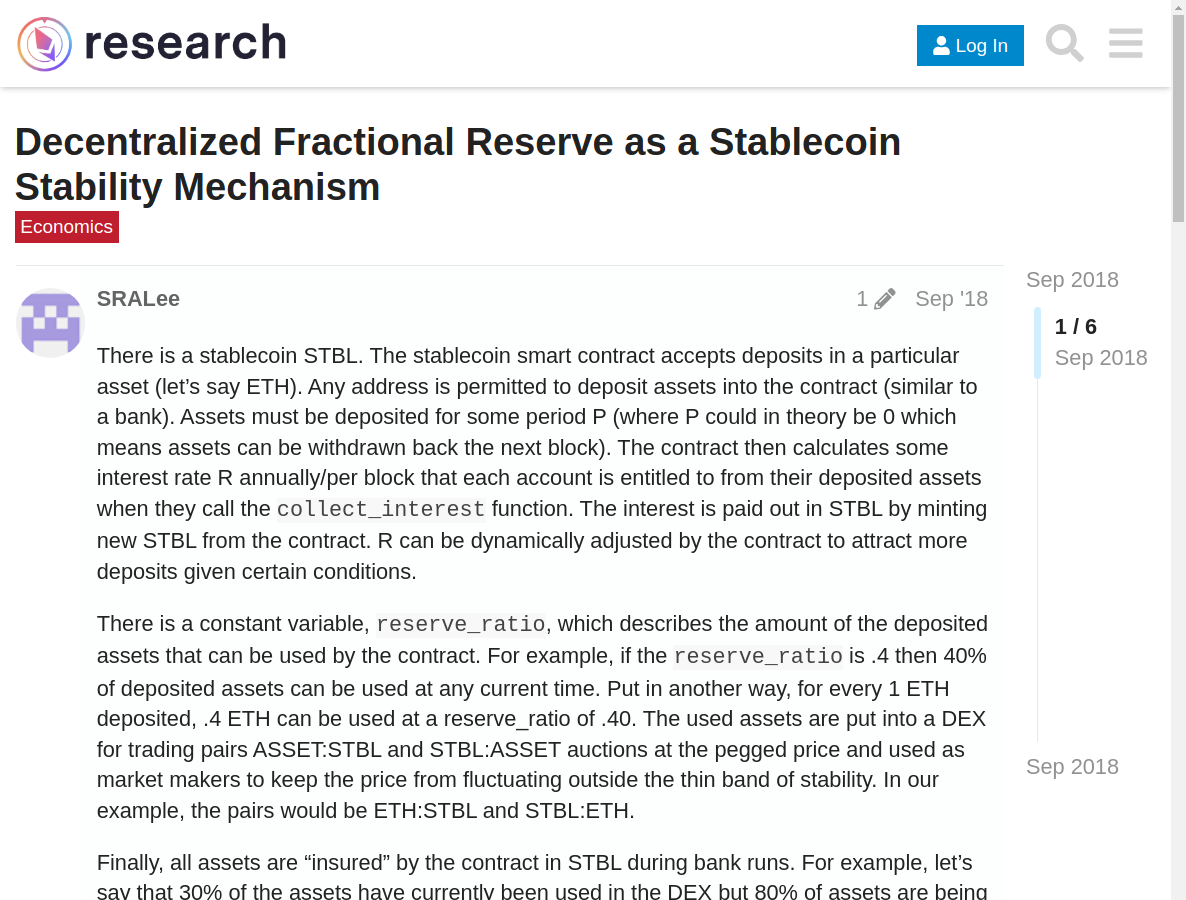 research
Log In
Decentralized Fractional Reserve as a Stablecoin
Stability Mechanism
Economics
SRALee
1
Sep '18
There is a stablecoin STBL. The stablecoin smart contract accepts deposits in a particular
asset (let’s say ETH). Any address is permitted to deposit assets into the contract (similar to
a bank). Assets must be deposited for some period P (where P could in theory be 0 which
means assets can be withdrawn back the next block). The contract then calculates some
interest rate R annually/per block that each account is entitled to from their deposited assets
when they call the collect_interest function. The interest is paid out in STBL by minting
new STBL from the contract. R can be dynamically adjusted by the contract to attract more
deposits given certain conditions.
There is a constant variable, reserve_ratio, which describes the amount of the deposited
assets that can be used by the contract. For example, if the reserve_ratio is .4 then 40%
of deposited assets can be used at any current time. Put in another way, for every 1 ETH
deposited, .4 ETH can be used at a reserve_ratio of .40. The used assets are put into a DEX
for trading pairs ASSET:STBL and STBL:ASSET auctions at the pegged price and used as
market makers to keep the price from fluctuating outside the thin band of stability. In our
example, the pairs would be ETH:STBL and STBL:ETH.
Finally, all assets are “insured” by the contract in STBL during bank runs. For example, let’s
say that 30% of the assets have currently been used in the DEX but 80% of assets are being
Sep 2018
1 / 6
Sep 2018
Sep 2018